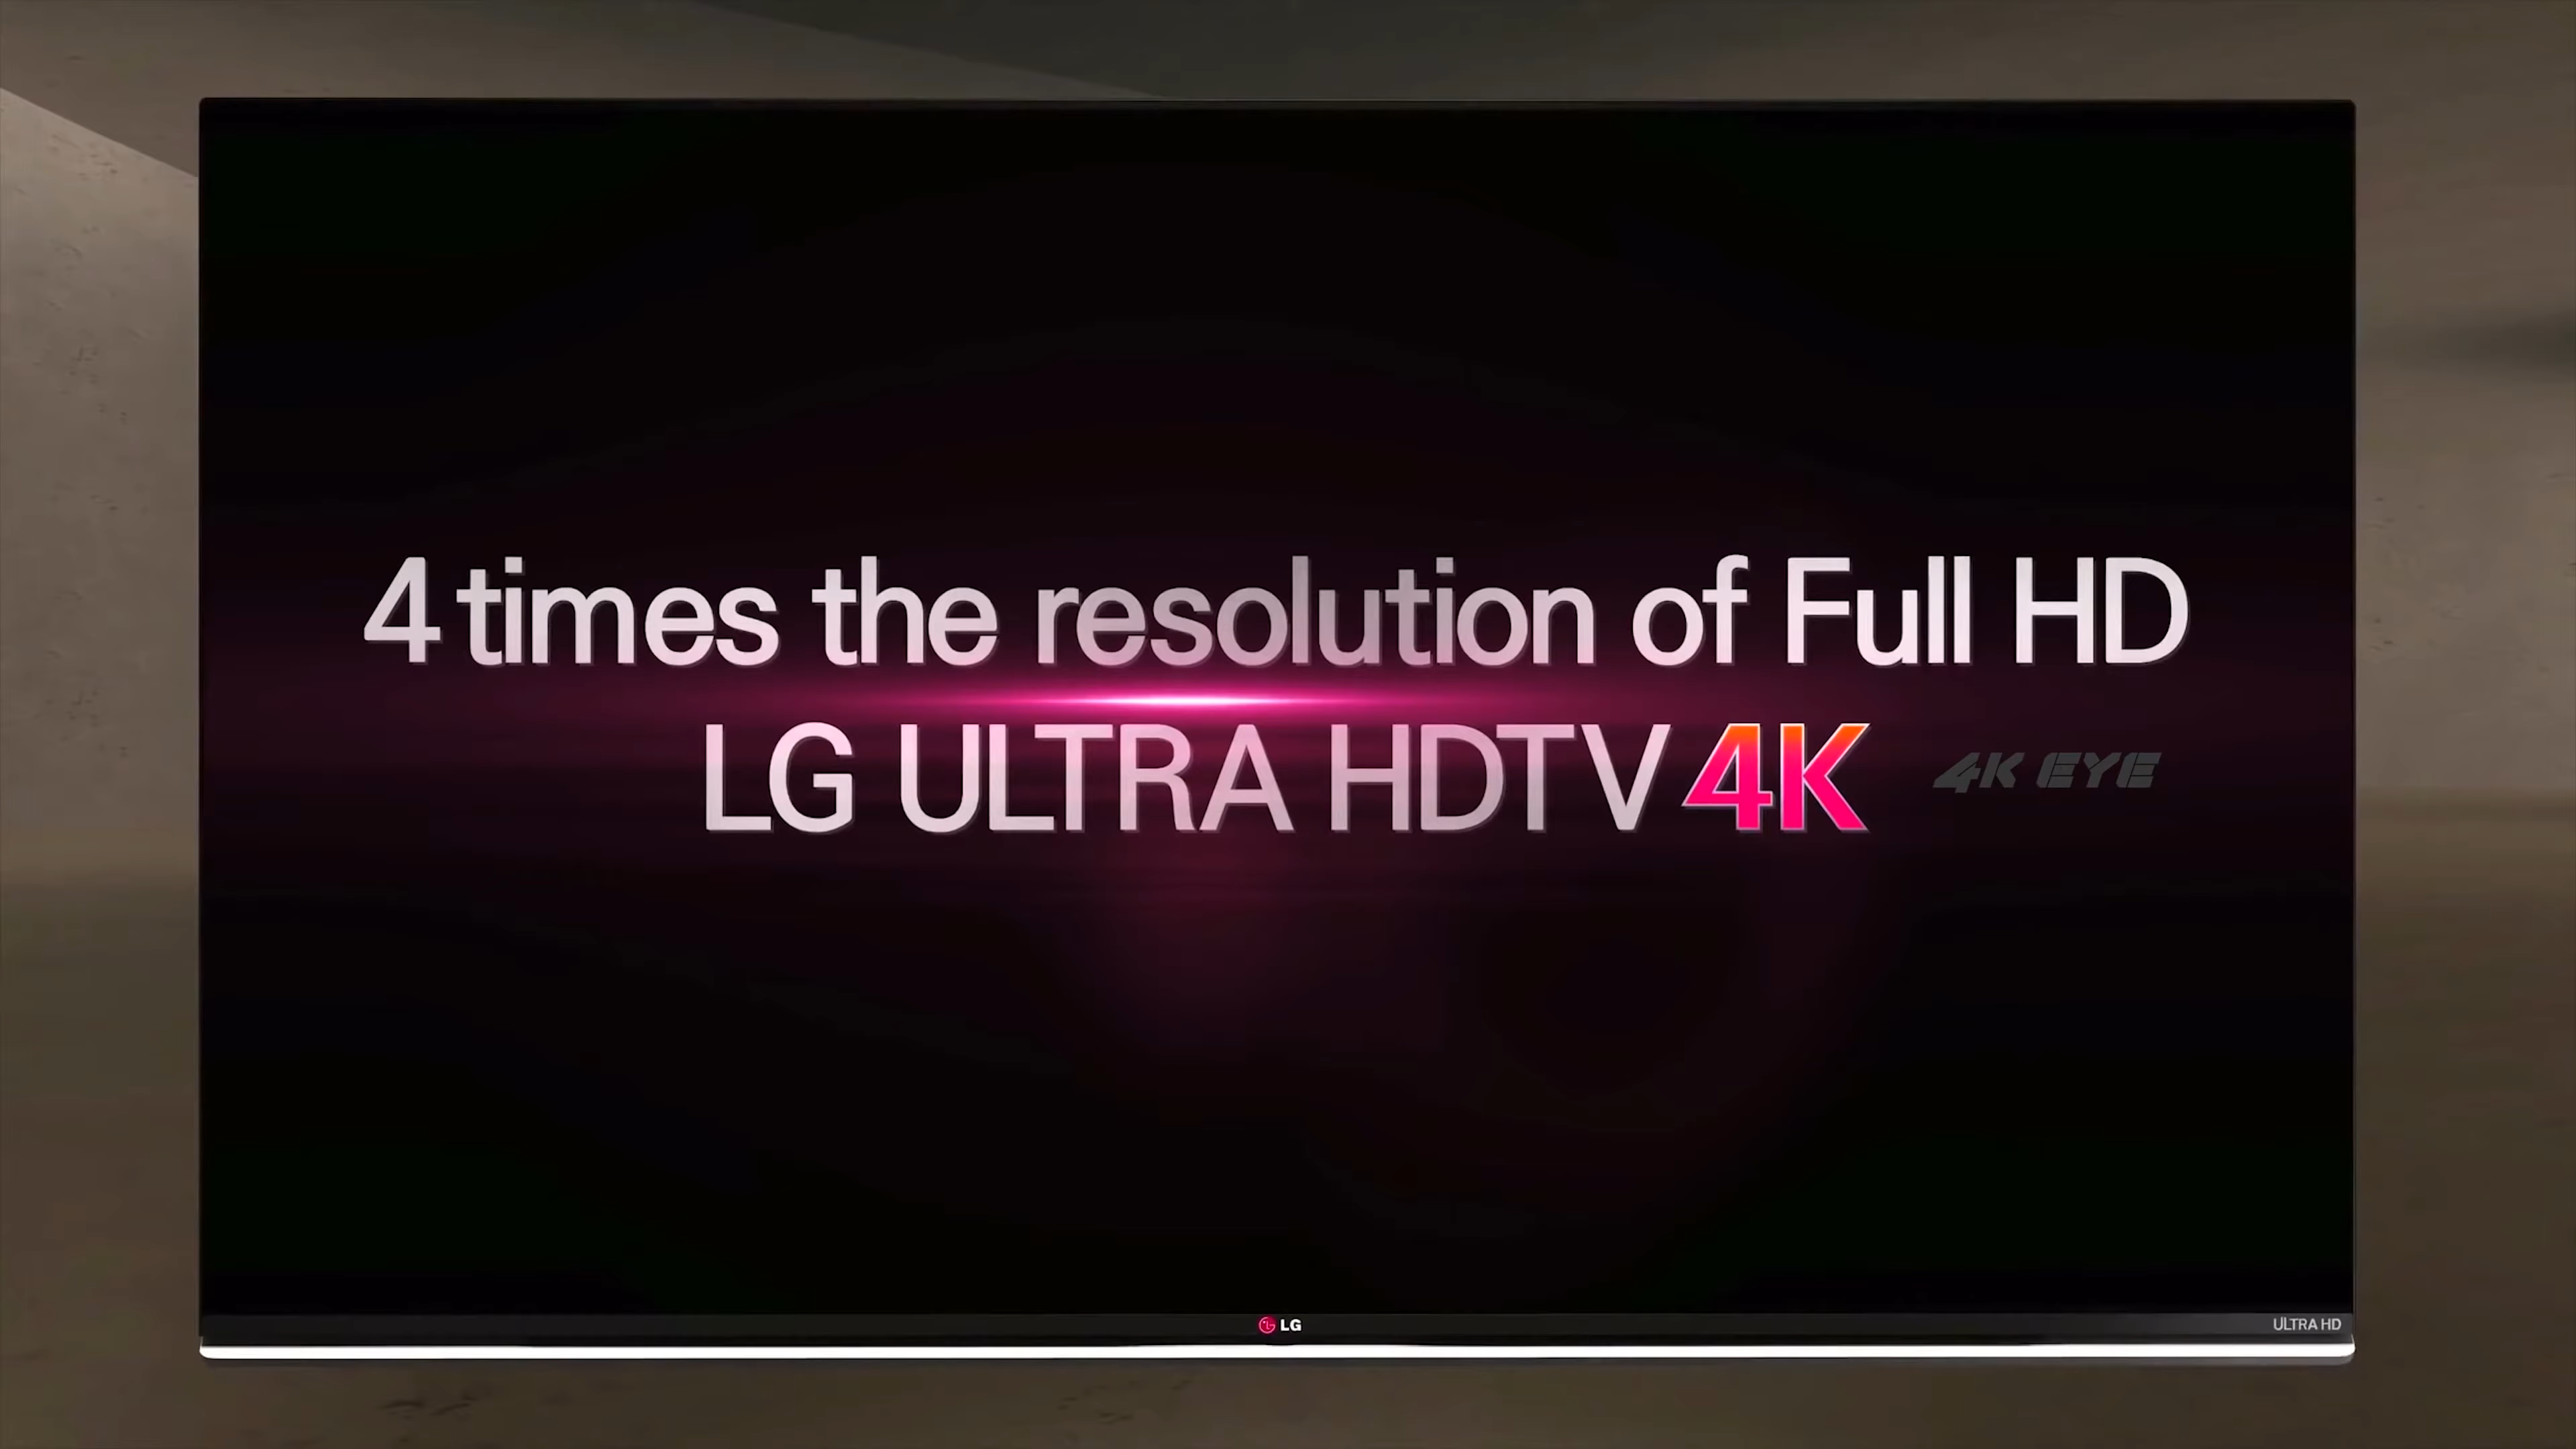 4 times the resolution of Full HD
LG ULTRA HDTV 4K
4K EYE
LG
ULTRA HD